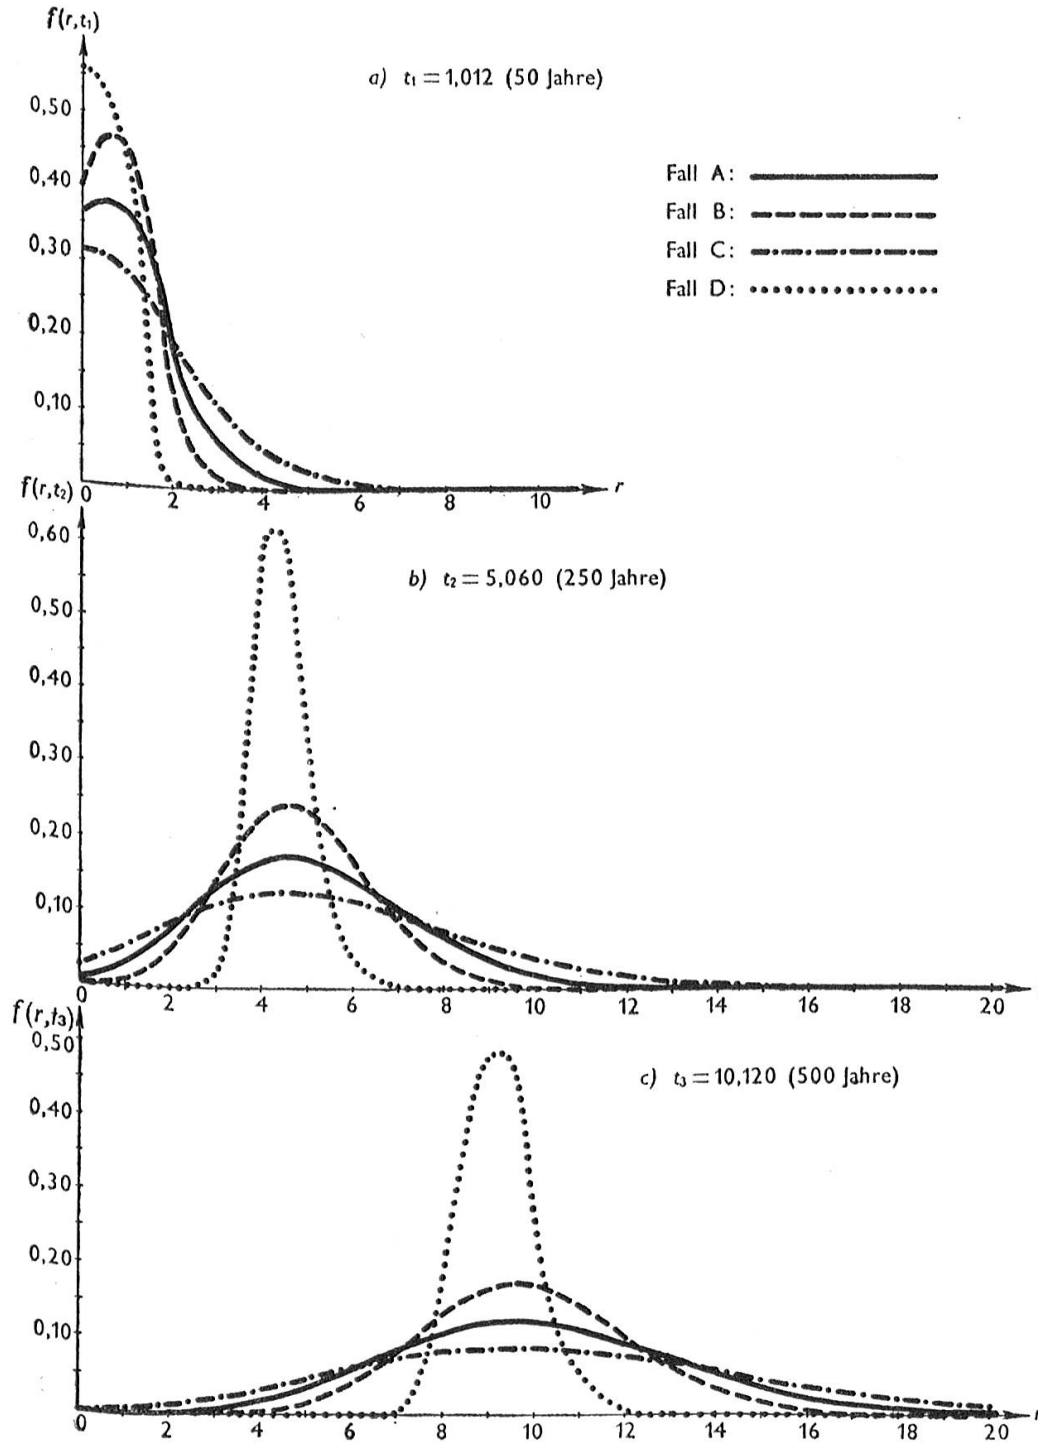 f(r,t₁)
a) t₁ = 1,012 (50 Jahre)
0,50
0,40
0,30
0,20
0,10
Fall A:
Fall B:
Fall C:
Fall D:
0 2 4 6 8 10 r
f(r,t₂)
0,60
b) t₂ = 5,060 (250 Jahre)
0,50
0,40
0,30
0,20
0,10
0 2 4 6 8 10 12 14 16 18 20
f(r,t₃)
0,50
c) t₃ = 10,120 (500 Jahre)
0,40
0,30
0,20
0,10
0 2 4 6 8 10 12 14 16 18 20 r